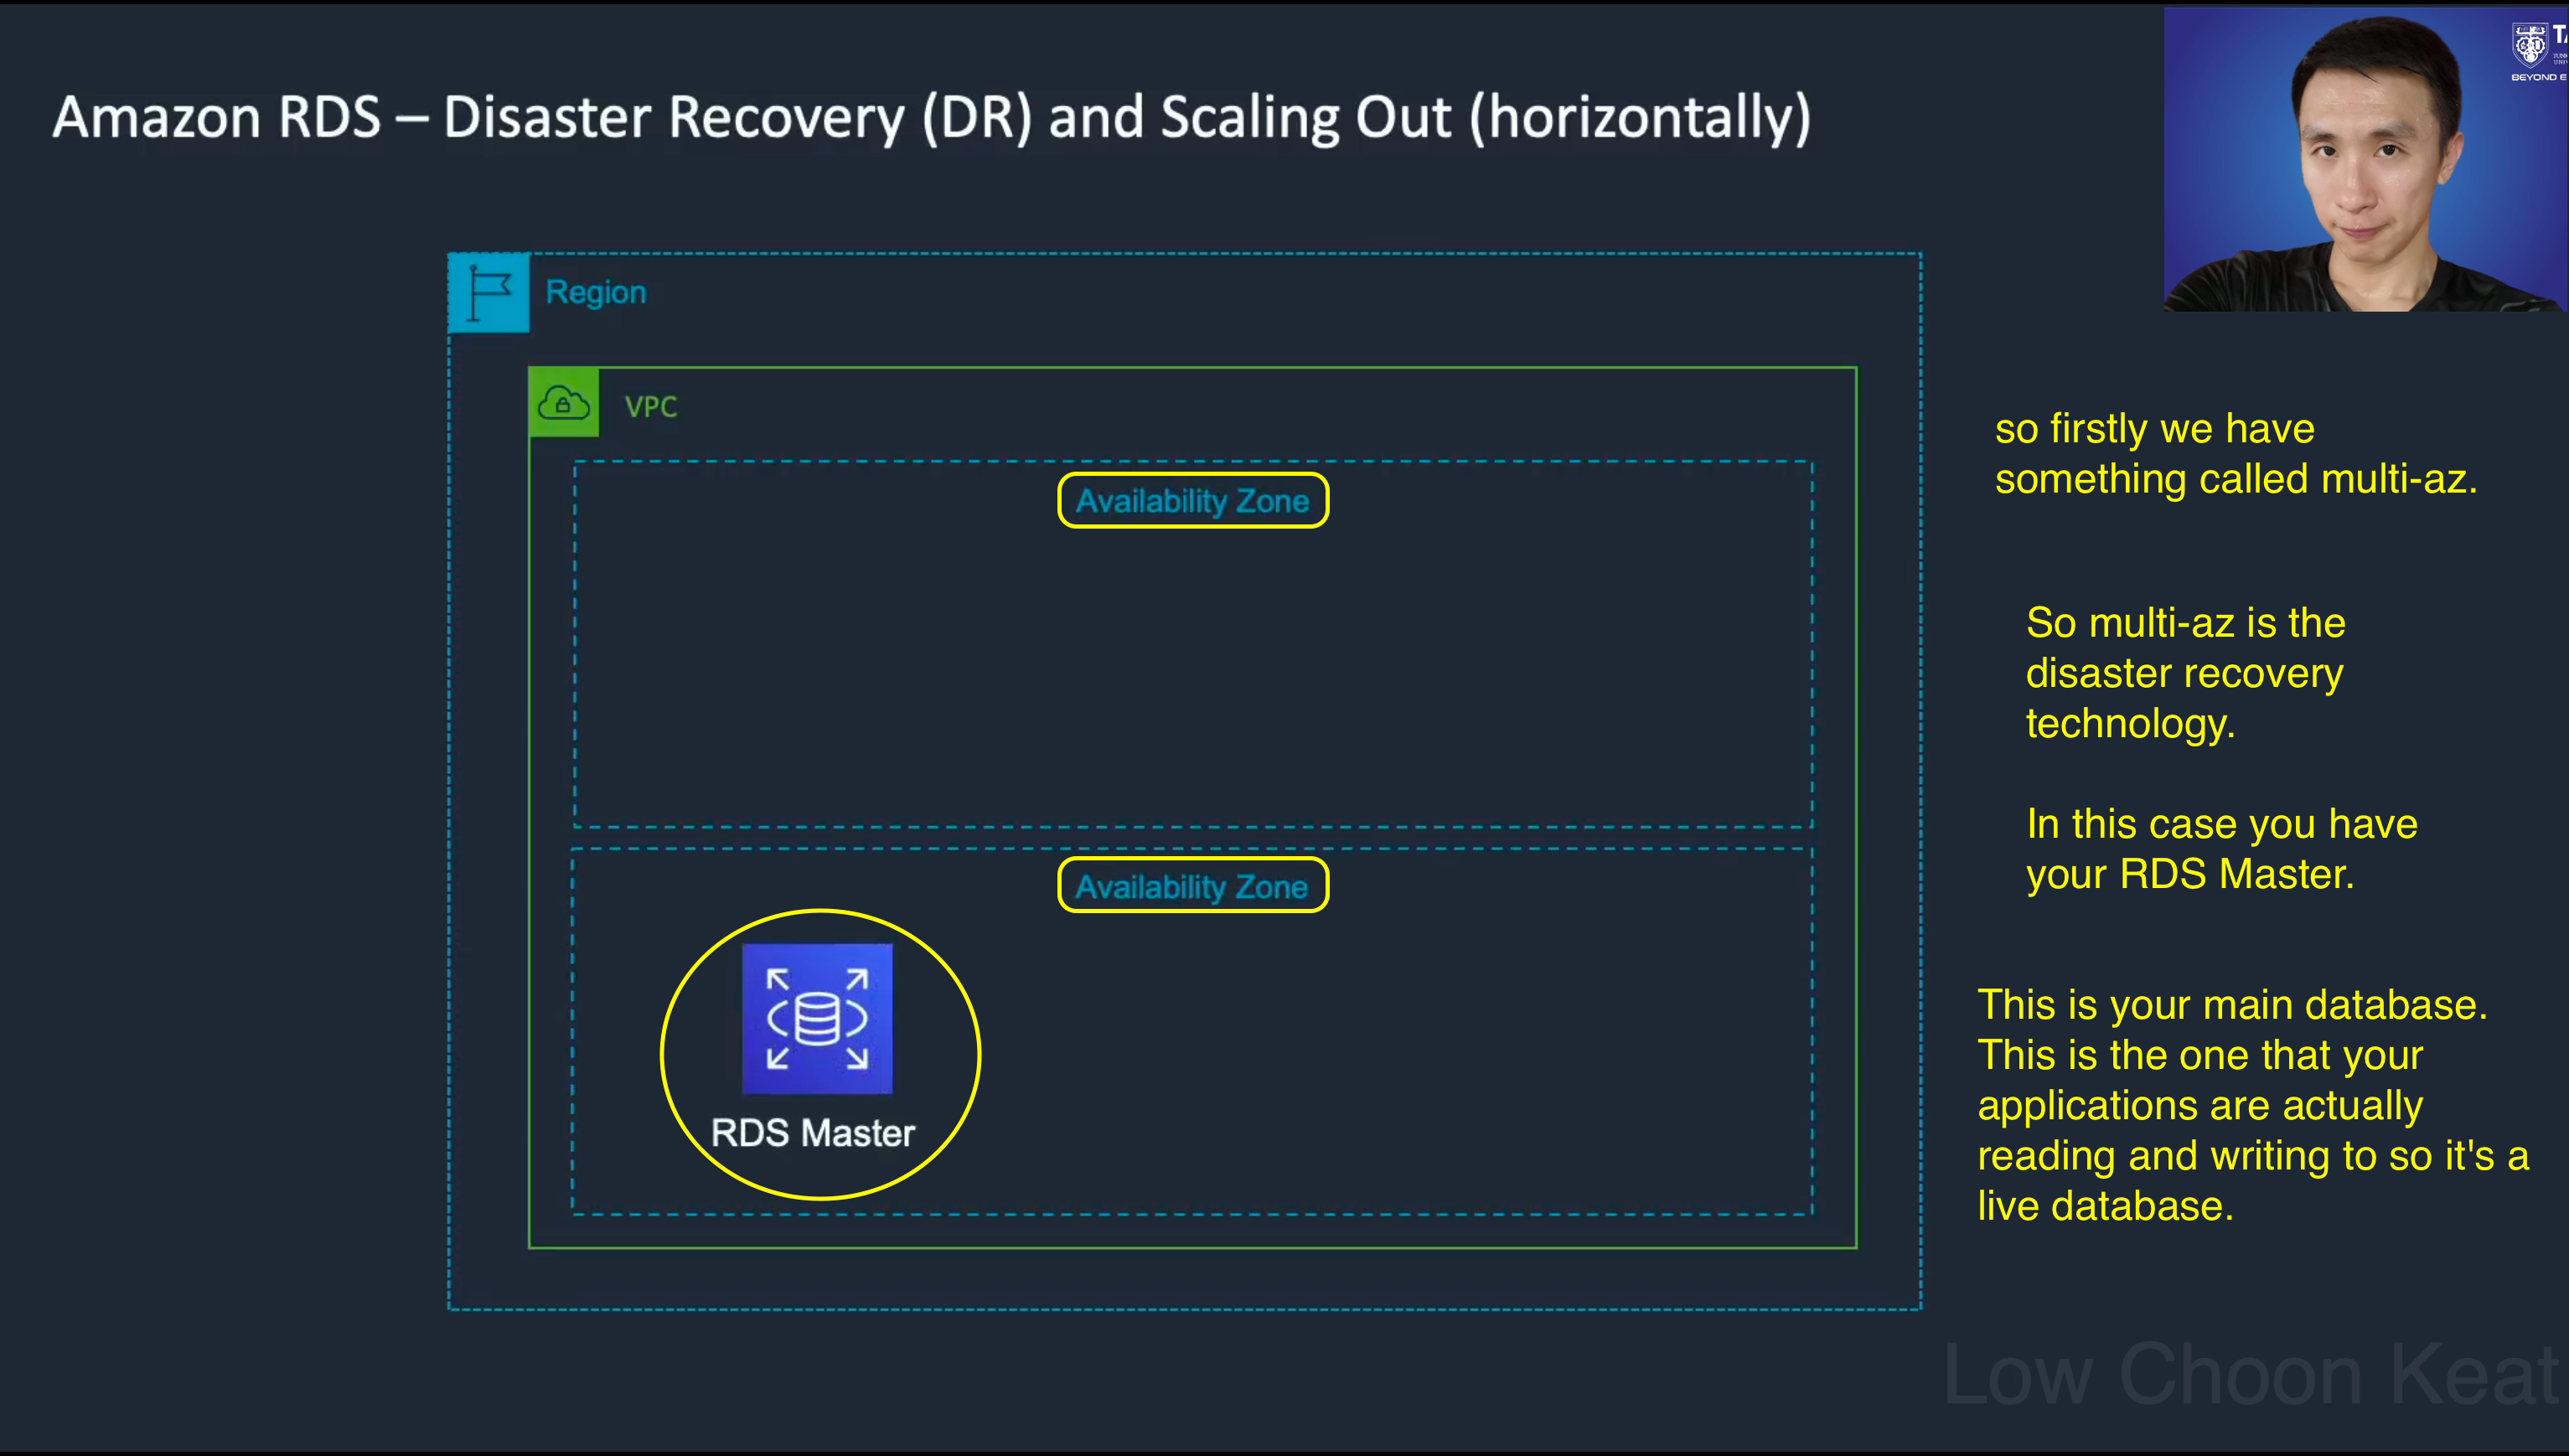 Amazon RDS – Disaster Recovery (DR) and Scaling Out (horizontally)
BEYOND E
Region
VPC
Availability Zone
Availability Zone
RDS Master
so firstly we have
something called multi-az.
So multi-az is the
disaster recovery
technology.
In this case you have
your RDS Master.
This is your main database.
This is the one that your
applications are actually
reading and writing to so it's a
live database.
Low Choon Keat